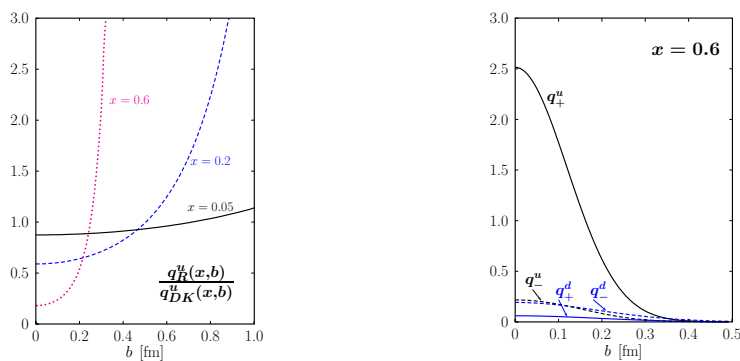 3.0
2.5
2.0
1.5
1.0
0.5
0
0
0.2
0.4
0.6
0.8
1.0
b [fm]
x = 0.6
x = 0.2
x = 0.05
q^u_R(x,b)
q^u_DK(x,b)
3.0
2.5
2.0
1.5
1.0
0.5
0.0
0
0.1
0.2
0.3
0.4
0.5
b [fm]
x = 0.6
q^u_+
q^u_-
q^d_+
q^d_-